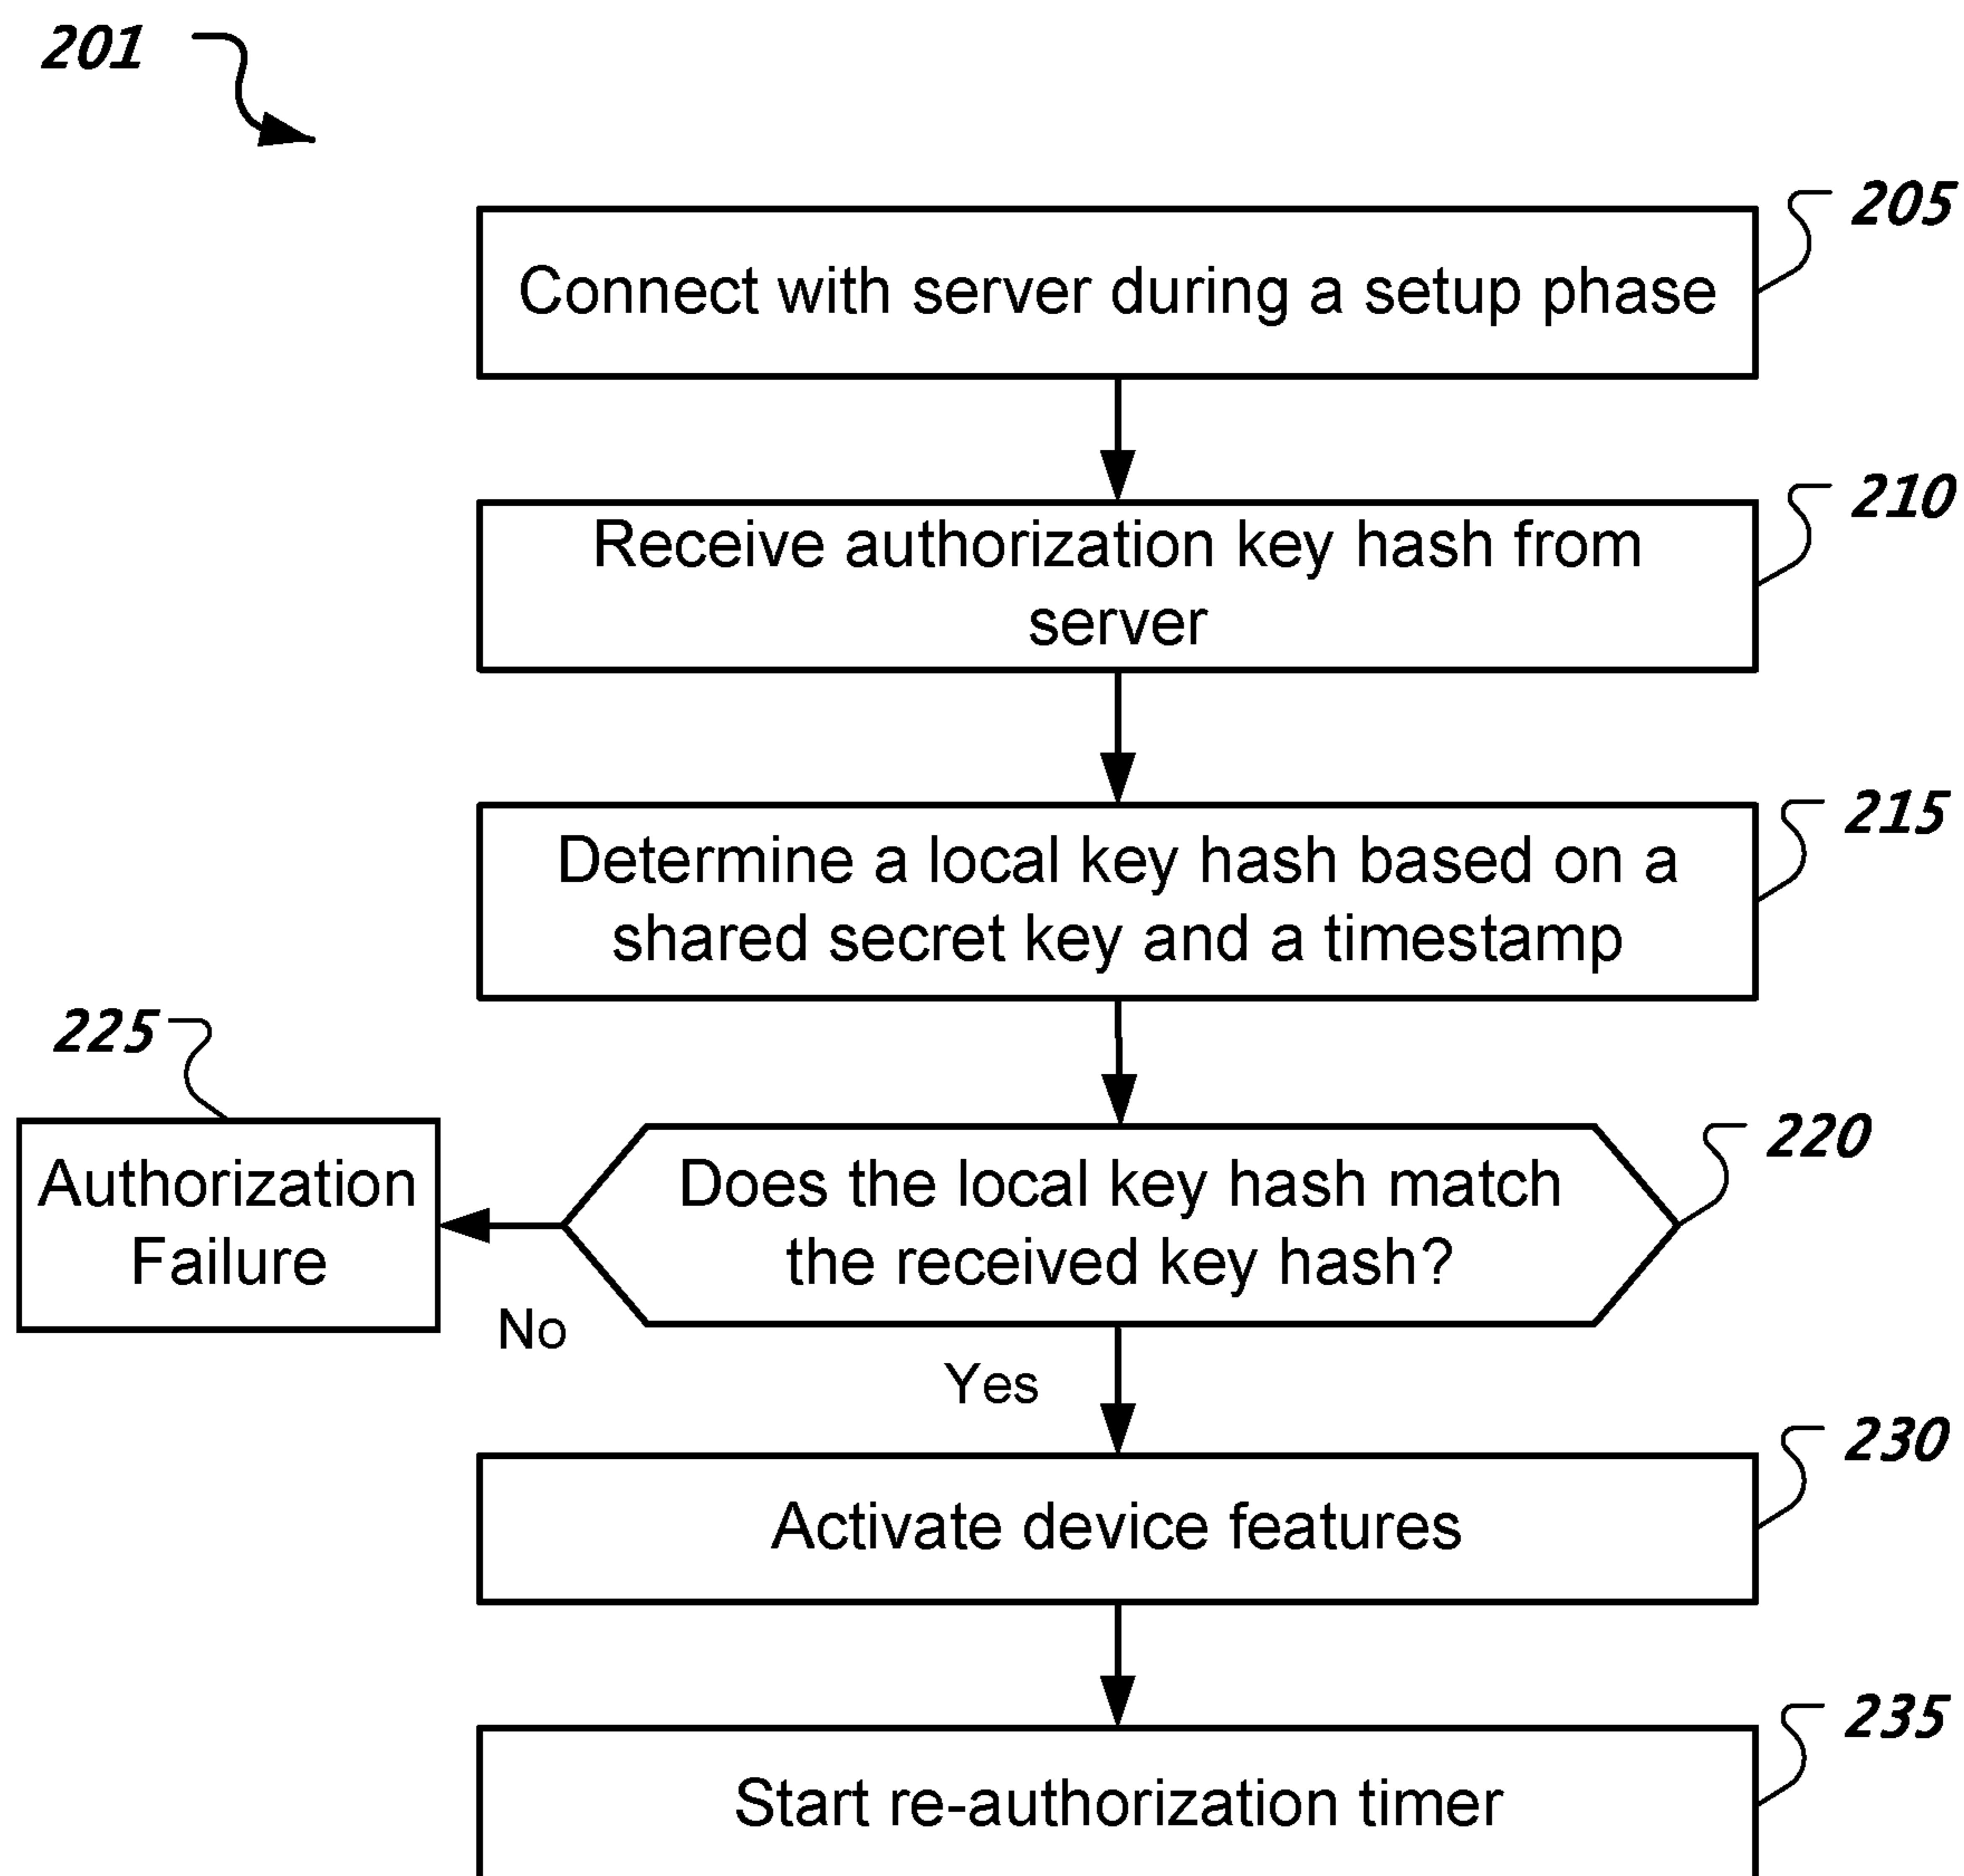 201
205
Connect with server during a setup phase
210
Receive authorization key hash from
server
215
Determine a local key hash based on a
shared secret key and a timestamp
225
220
Authorization
Failure
Does the local key hash match
the received key hash?
No
Yes
230
Activate device features
235
Start re-authorization timer